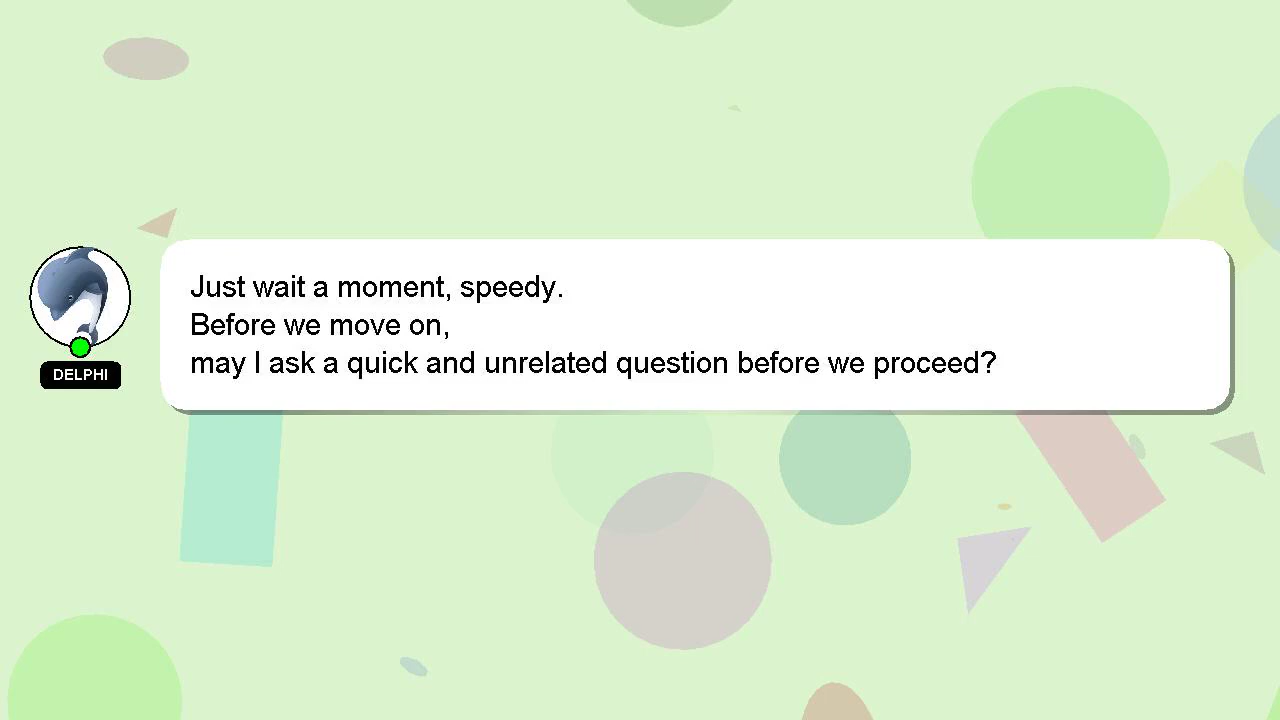 Just wait a moment, speedy.
Before we move on,
may I ask a quick and unrelated question before we proceed?
DELPHI